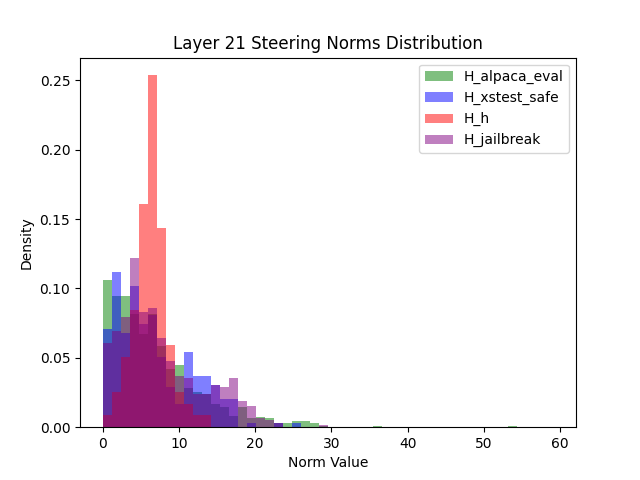 Layer 21 Steering Norms Distribution
H_alpaca_eval
H_xstest_safe
H_h
H_jailbreak
Density
0.25
0.20
0.15
0.10
0.05
0.00
0 10 20 30 40 50 60
Norm Value